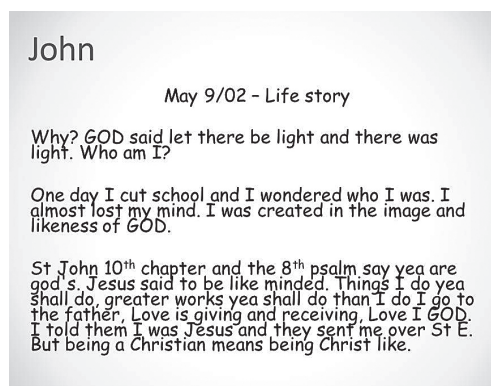 John
May 9/02 – Life story
Why? GOD said let there be light and there was
light. Who am I?
One day I cut school and I wondered who I was. I
almost lost my mind. I was created in the image and
likeness of GOD.
St John 10th chapter and the 8th psalm say yea are
god's. Jesus said to be like minded. Things I do yea
shall do, greater works yea shall do than I do I go to
the father, Love is giving and receiving, Love I GOD.
I told them I was Jesus and they sent me over St E.
But being a Christian means being Christ like.